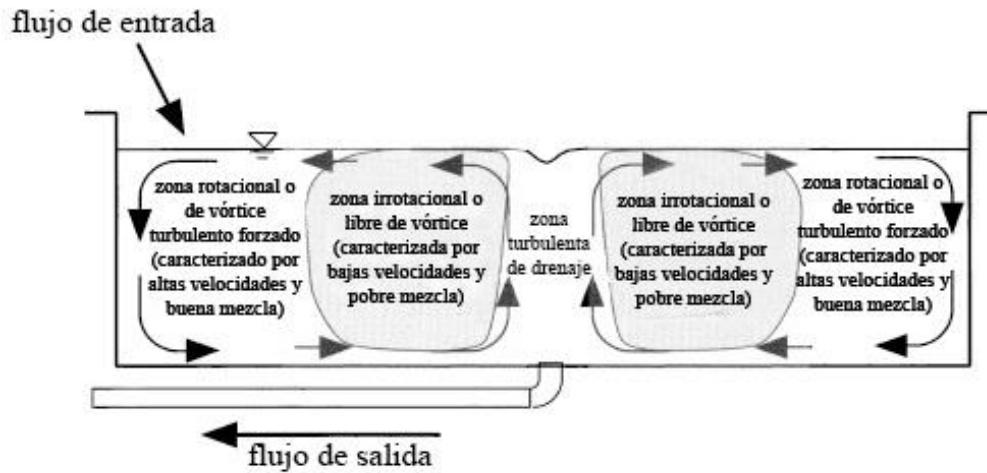 flujo de entrada
zona rotacional o
de vórtice
turbulento forzado
(caracterizado por
altas velocidades y
buena mezcla)
zona irrotacional o
libre de vórtice
(caracterizada por
bajas velocidades y
pobre mezcla)
zona
turbulenta
de drenaje
zona irrotacional o
libre de vórtice
(caracterizada por
bajas velocidades y
pobre mezcla)
zona rotacional o
de vórtice
turbulento forzado
(caracterizado por
altas velocidades y
buena mezcla)
flujo de salida